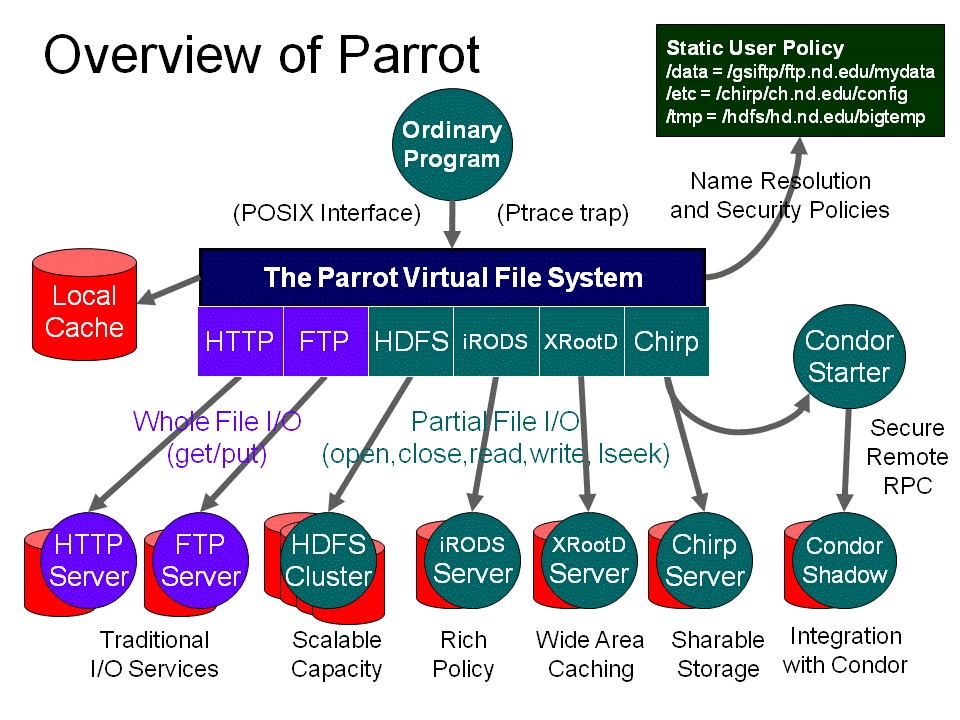 Overview of Parrot
Static User Policy
/data = /gsiftp/ftp.nd.edu/mydata
/etc = /chirp/ch.nd.edu/config
/tmp = /hdfs/hd.nd.edu/bigtemp
Ordinary
Program
Name Resolution
and Security Policies
(POSIX Interface)
(Ptrace trap)
The Parrot Virtual File System
Local
Cache
HTTP
FTP
HDFS
iRODS
XRootD
Chirp
Condor
Starter
Whole File I/O
(get/put)
Partial File I/O
(open,close,read,write, lseek)
Secure
Remote
RPC
HTTP
Server
FTP
Server
HDFS
Cluster
iRODS
Server
XRootD
Server
Chirp
Server
Condor
Shadow
Traditional
I/O Services
Scalable
Capacity
Rich
Policy
Wide Area
Caching
Sharable
Storage
Integration
with Condor